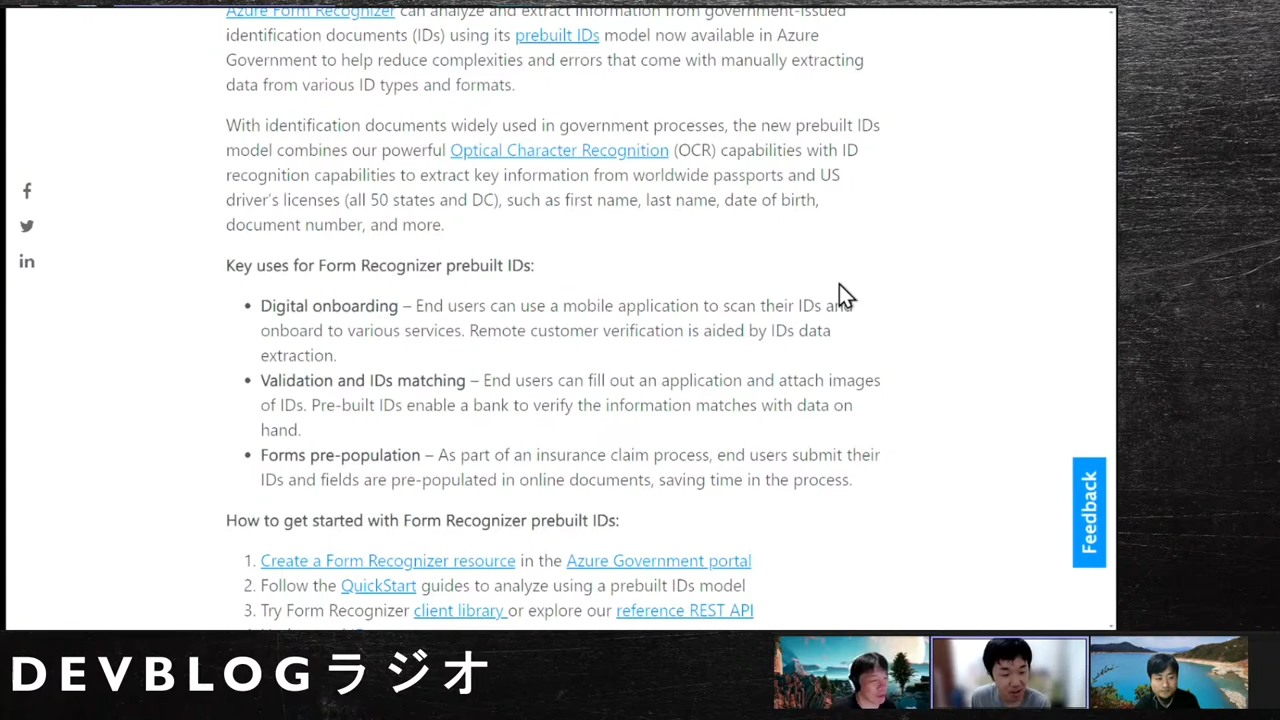 Azure Form Recognizer can analyze and extract information from government-issued
identification documents (IDs) using its prebuilt IDs model now available in Azure
Government to help reduce complexities and errors that come with manually extracting
data from various ID types and formats.
With identification documents widely used in government processes, the new prebuilt IDs
model combines our powerful Optical Character Recognition (OCR) capabilities with ID
recognition capabilities to extract key information from worldwide passports and US
driver's licenses (all 50 states and DC), such as first name, last name, date of birth,
document number, and more.
Key uses for Form Recognizer prebuilt IDs:
• Digital onboarding – End users can use a mobile application to scan their IDs and
onboard to various services. Remote customer verification is aided by IDs data
extraction.
• Validation and IDs matching – End users can fill out an application and attach images
of IDs. Pre-built IDs enable a bank to verify the information matches with data on
hand.
• Forms pre-population – As part of an insurance claim process, end users submit their
IDs and fields are pre-populated in online documents, saving time in the process.
How to get started with Form Recognizer prebuilt IDs:
1. Create a Form Recognizer resource in the Azure Government portal
2. Follow the QuickStart guides to analyze using a prebuilt IDs model
3. Try Form Recognizer client library or explore our reference REST API
Feedback
DEVBLOGラジオ